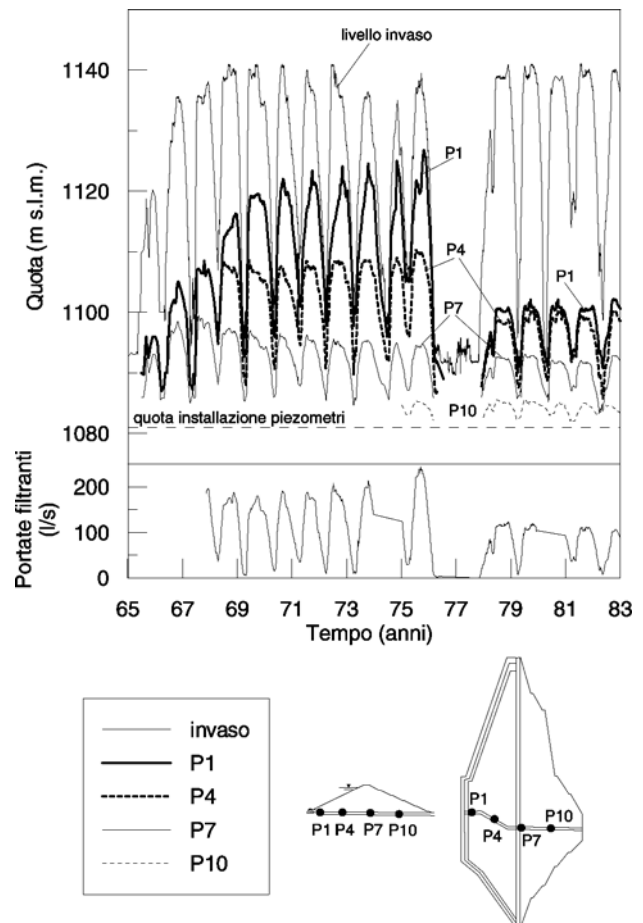 livello invaso
1140
1120
1100
1080
Quota (m s.l.m.)
P1
P4
P7
P1
P10
quota installazione piezometri
200
100
0
Portate filtranti
(l/s)
65 67 69 71 73 75 77 79 81 83
Tempo (anni)
invaso
P1
P4
P7
P10
P1 P4 P7 P10
P1
P4
P7
P10